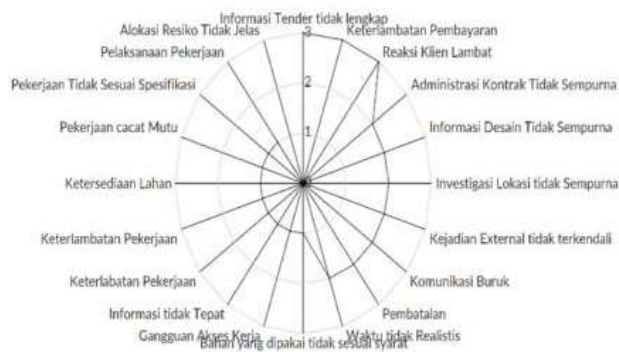 Informasi Tender tidak lengkap
Alokasi Resiko Tidak Jelas
Keterlambatan Pembayaran
3
Pelaksanaan Pekerjaan
Reaksi Klien Lambat
Pekerjaan Tidak Sesuai Spesifikasi
2
Administrasi Kontrak Tidak Sempurna
Pekerjaan cacat Mutu
1
Informasi Desain Tidak Sempurna
Ketersediaan Lahan
Investigasi Lokasi tidak Sempurna
Keterlambatan Pekerjaan
Kejadian External tidak terkendali
Keterlabatan Pekerjaan
Komunikasi Buruk
Informasi tidak Tepat
Pembatalan
Gangguan Akses Kerja
Waktu tidak Realistis
Bahan yang dipakai tidak sesuai syarat